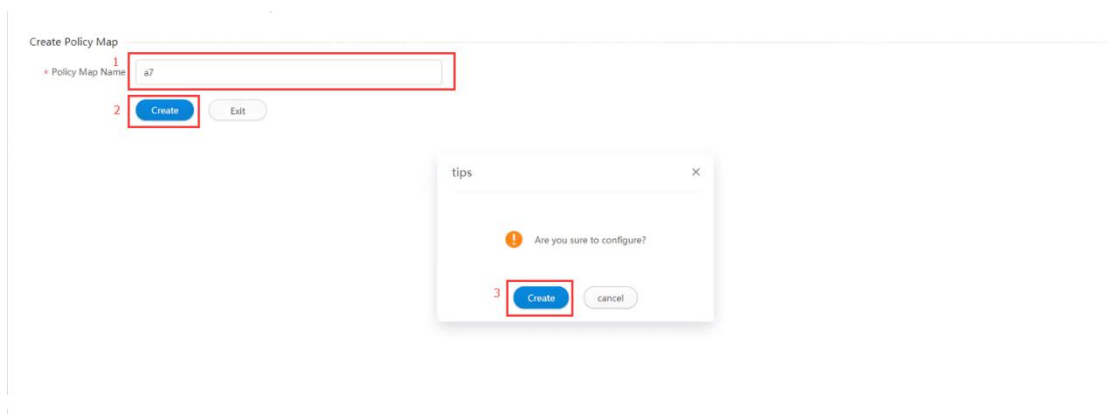 Create Policy Map
1
* Policy Map Name a7
2 Create Exit
tips ×
! Are you sure to configure?
3 Create cancel